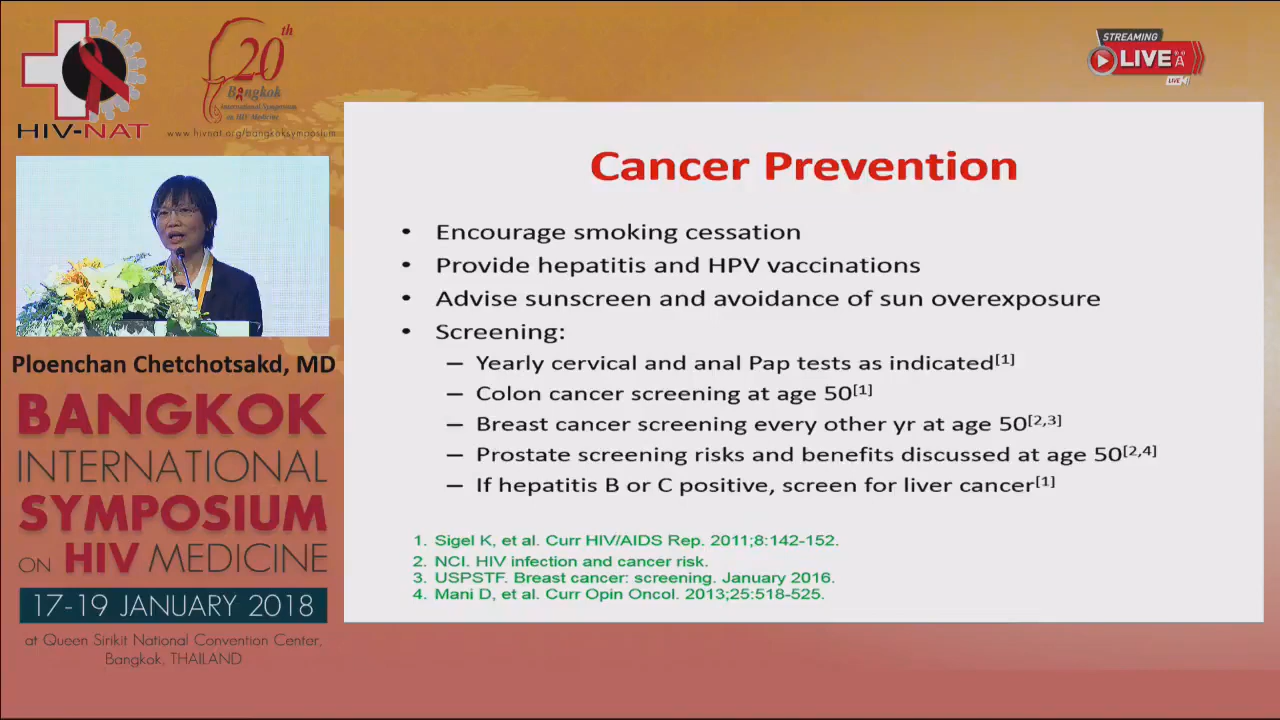 HIV-NAT
20th
Bangkok
International Symposium
on HIV Medicine
www.hivnat.org/bangkoksymposium
STREAMING
LIVE
LIVE
Ploenchan Chetchotsakd, MD
BANGKOK
INTERNATIONAL
SYMPOSIUM
ON HIV MEDICINE
17-19 JANUARY 2018
at Queen Sirikit National Convention Center,
Bangkok, THAILAND
Cancer Prevention
• Encourage smoking cessation
• Provide hepatitis and HPV vaccinations
• Advise sunscreen and avoidance of sun overexposure
• Screening:
– Yearly cervical and anal Pap tests as indicated[1]
– Colon cancer screening at age 50[1]
– Breast cancer screening every other yr at age 50[2,3]
– Prostate screening risks and benefits discussed at age 50[2,4]
– If hepatitis B or C positive, screen for liver cancer[1]
1. Sigel K, et al. Curr HIV/AIDS Rep. 2011;8:142-152.
2. NCI. HIV infection and cancer risk.
3. USPSTF. Breast cancer: screening. January 2016.
4. Mani D, et al. Curr Opin Oncol. 2013;25:518-525.